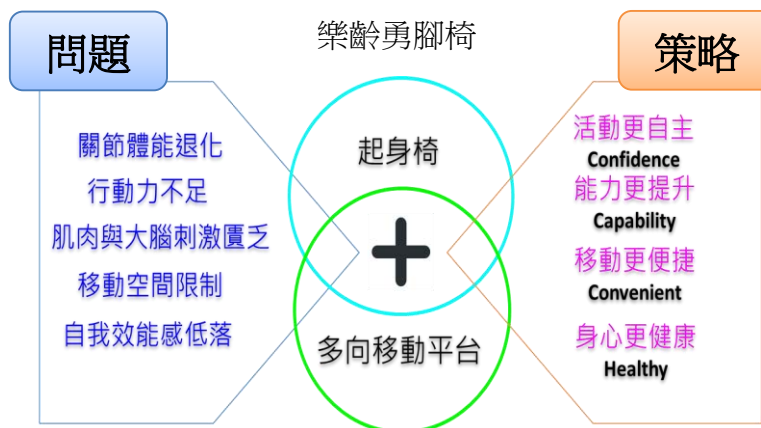 樂齡勇腳椅
問題
關節體能退化
行動力不足
肌肉與大腦刺激匱乏
移動空間限制
自我效能感低落
起身椅
+
多向移動平台
策略
活動更自主
Confidence
能力更提升
Capability
移動更便捷
Convenient
身心更健康
Healthy